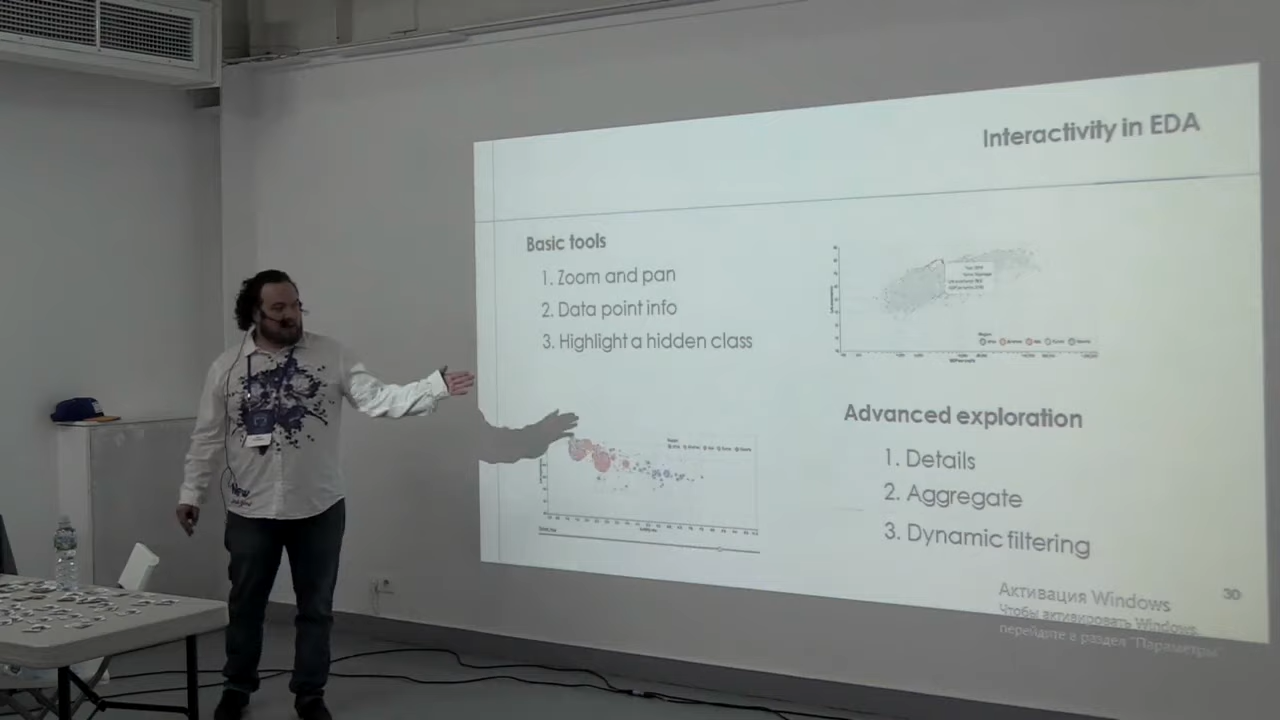 Interactivity in EDA
Basic tools
1. Zoom and pan
2. Data point info
3. Highlight a hidden class
Advanced exploration
1. Details
2. Aggregate
3. Dynamic filtering
Активация Windows
Чтобы активировать Windows,
перейдите в раздел "Параметры"
30